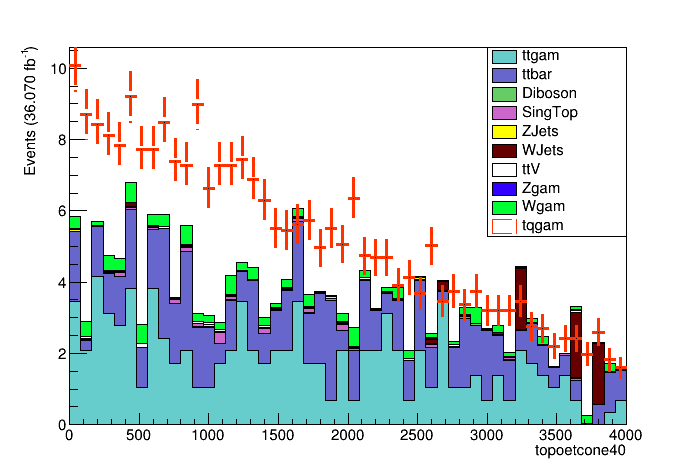 Events (36.070 fb⁻¹)
10
8
6
4
2
0
0 500 1000 1500 2000 2500 3000 3500 4000
topoetcone40
ttgam
ttbar
Diboson
SingTop
ZJets
WJets
ttV
Zgam
Wgam
tqgam